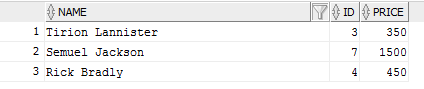 NAME ID PRICE
1 Tirion Lannister 3 350
2 Semuel Jackson 7 1500
3 Rick Bradly 4 450